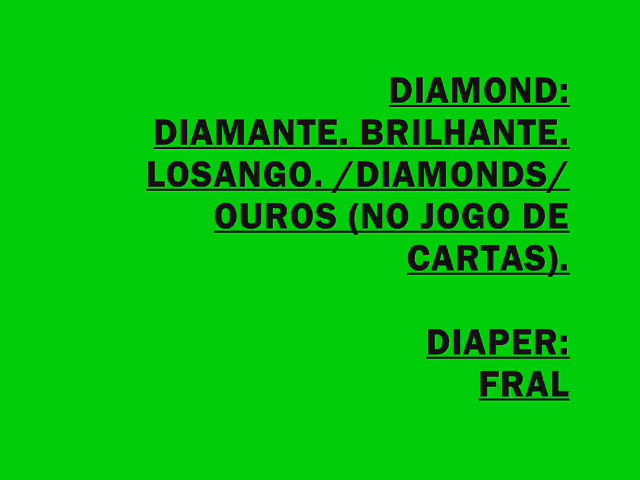 DIAMOND:
DIAMANTE. BRILHANTE.
LOSANGO. /DIAMONDS/
OUROS (NO JOGO DE
CARTAS).
DIAPER:
FRAL